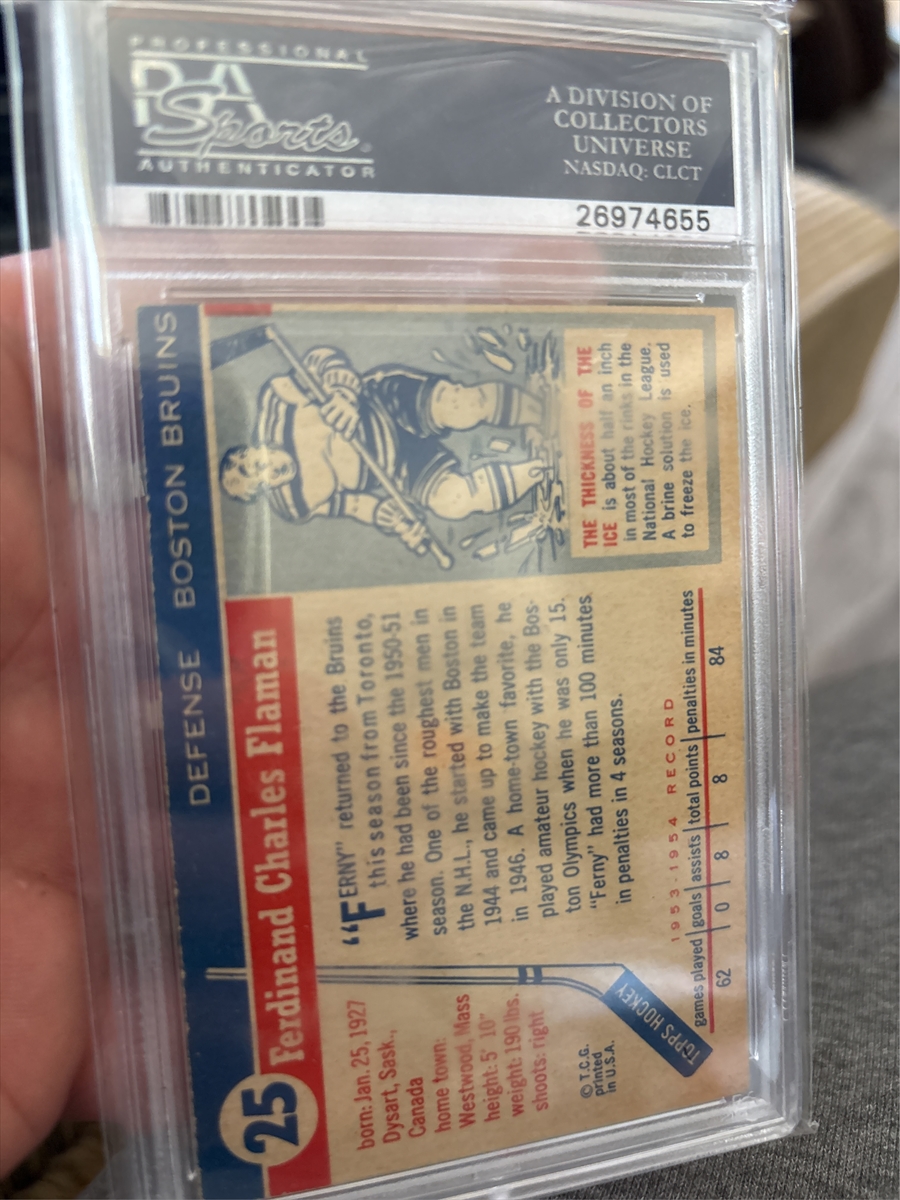 PROFESSIONAL
PSA
Sports
AUTHENTICATOR
A DIVISION OF
COLLECTORS
UNIVERSE
NASDAQ: CLCT
26974655
DEFENSE BOSTON BRUINS
25 Ferdinand Charles Flaman
born: Jan. 25, 1927
Dysart, Sask.,
Canada
home town:
Westwood, Mass
height: 5' 10"
weight: 190 lbs.
shoots: right
© T.C.G.
printed
in U.S.A.
TOPPS HOCKEY
“FERNY” returned to the Bruins
this season from Toronto,
where he had been since the 1950-51
season. One of the roughest men in
the N.H.L., he started with Boston in
1944 and came up to make the team
in 1946. A home-town favorite, he
played amateur hockey with the Bos-
ton Olympics when he was only 15.
“Ferny” had more than 100 minutes
in penalties in 4 seasons.
THE THICKNESS OF THE
ICE is about half an inch
in most of the rinks in the
National Hockey League.
A brine solution is used
to freeze the ice.
1953-1954 RECORD
games played goals assists total points penalties in minutes
62 0 8 8 84